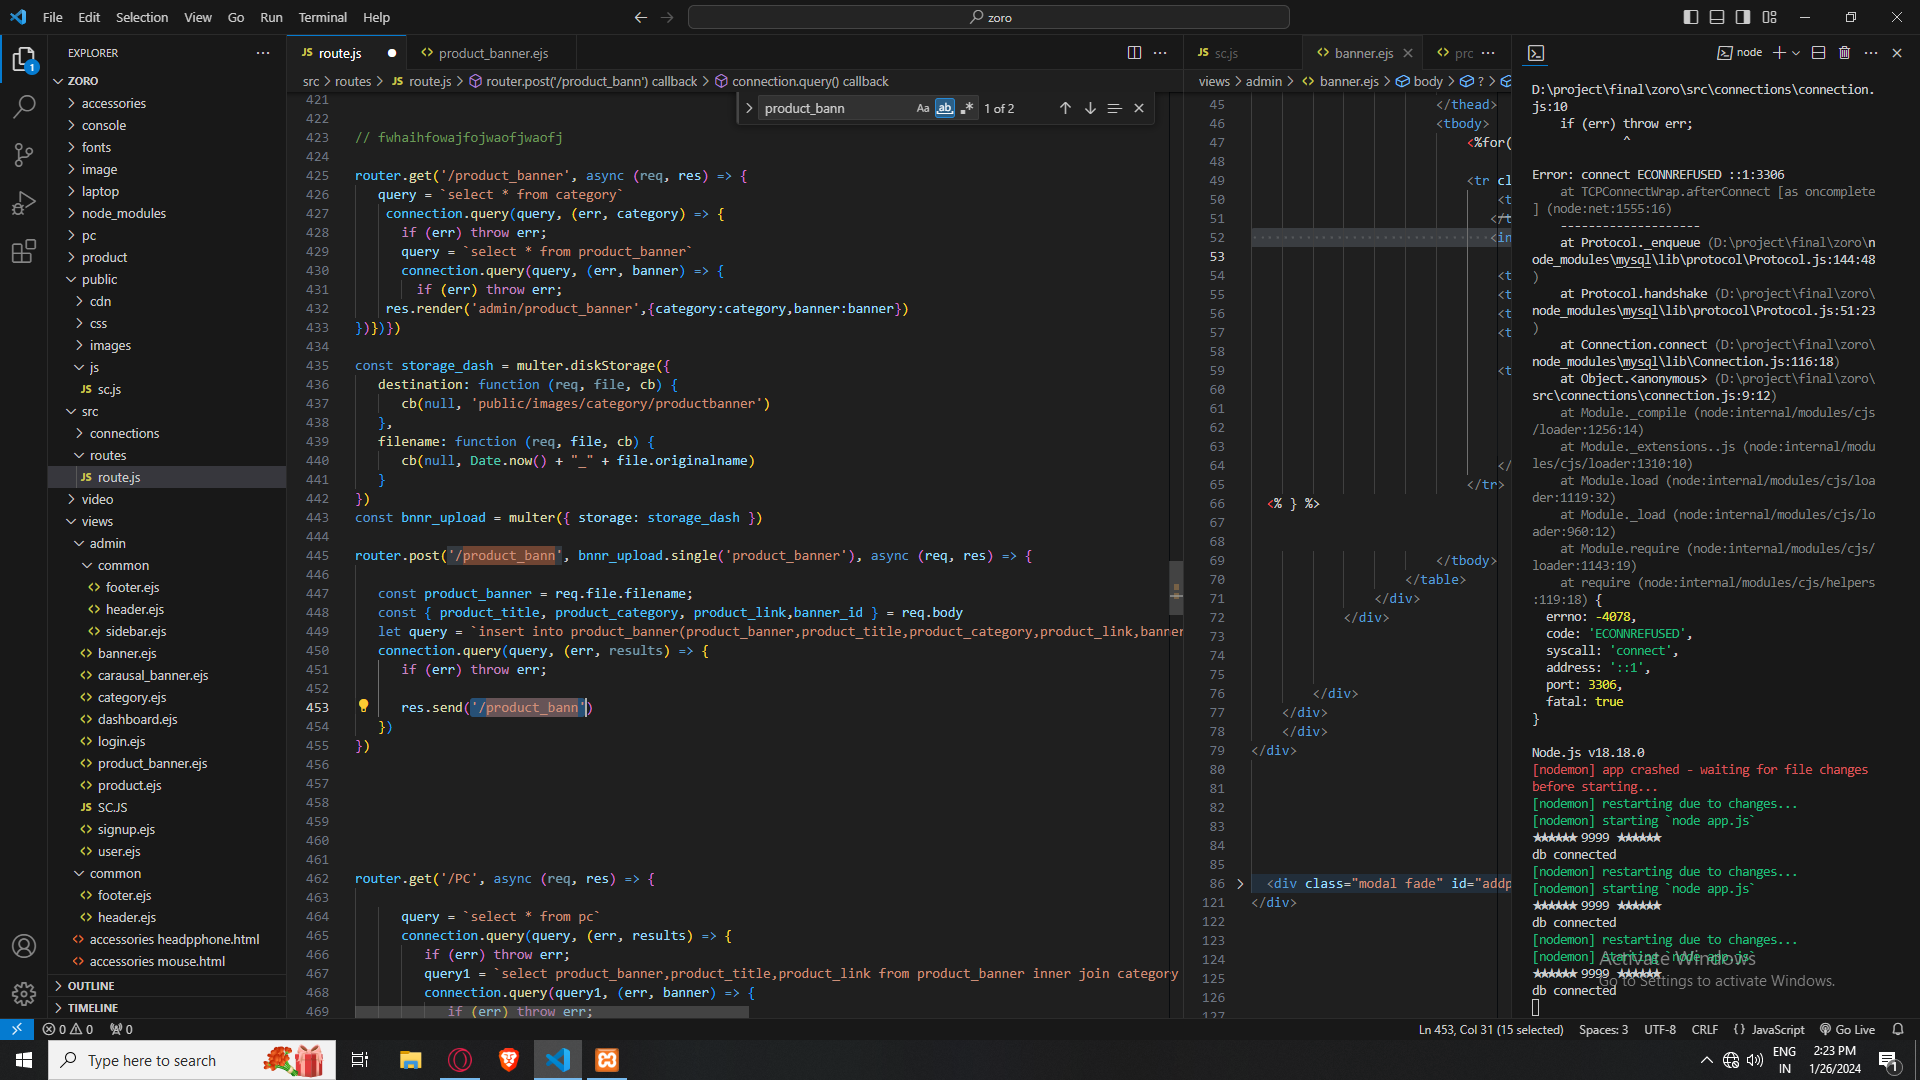 File Edit Selection View Go Run Terminal Help
zoro
EXPLORER
ZORO
accessories
console
fonts
image
laptop
node_modules
pc
product
public
cdn
css
images
js
JS sc.js
src
connections
routes
JS route.js
video
views
admin
common
footer.ejs
header.ejs
sidebar.ejs
banner.ejs
carausal_banner.ejs
category.ejs
dashboard.ejs
login.ejs
product_banner.ejs
product.ejs
JS SC.JS
signup.ejs
user.ejs
common
footer.ejs
header.ejs
accessories headpphone.html
accessories mouse.html
OUTLINE
TIMELINE
JS route.js
product_banner.ejs
src > routes > JS route.js > router.post('/product_bann') callback > connection.query() callback
product_bann
Aa ab 1 of 2
421
422
423 // fwhaihfowajfojwaofjwaofj
424
425 router.get('/product_banner', async (req, res) => {
426 query = `select * from category`
427 connection.query(query, (err, category) => {
428 if (err) throw err;
429 query = `select * from product_banner`
430 connection.query(query, (err, banner) => {
431 if (err) throw err;
432 res.render('admin/product_banner',{category:category,banner:banner})
433 })})})
434
435 const storage_dash = multer.diskStorage({
436 destination: function (req, file, cb) {
437 cb(null, 'public/images/category/productbanner')
438 },
439 filename: function (req, file, cb) {
440 cb(null, Date.now() + "_" + file.originalname)
441 }
442 })
443 const bnnr_upload = multer({ storage: storage_dash })
444
445 router.post('/product_bann', bnnr_upload.single('product_banner'), async (req, res) => {
446
447 const product_banner = req.file.filename;
448 const { product_title, product_category, product_link,banner_id } = req.body
449 let query = `insert into product_banner(product_banner,product_title,product_category,product_link,banner
450 connection.query(query, (err, results) => {
451 if (err) throw err;
452
453 res.send('/product_bann')
454 })
455 })
456
457
458
459
460
461
462 router.get('/PC', async (req, res) => {
463
464 query = `select * from pc`
465 connection.query(query, (err, results) => {
466 if (err) throw err;
467 query1 = `select product_banner,product_title,product_link from product_banner inner join category
468 connection.query(query1, (err, banner) => {
469 if (err) throw err;
JS sc.js
banner.ejs
prc
views > admin > banner.ejs > body > ? >
45 </thead>
46 <tbody>
47 <%for(
48
49 <tr cl
50 <t
51 </t
52 <in
53
54 <t
55 <t
56 <t
57 <t
58
59 <t
60
61
62
63
64 </
65 </tr>
66 <% } %>
67
68
69 </tbody>
70 </table>
71 </div>
72 </div>
73
74
75
76 </div>
77 </div>
78 </div>
79 </div>
80
81
82
83
84
85
86 <div class="modal fade" id="addp
121 </div>
122
123
124
125
126
127
node
D:\project\final\zoro\src\connections\connection.
js:10
if (err) throw err;
^
Error: connect ECONNREFUSED ::1:3306
at TCPConnectWrap.afterConnect [as oncomplete
] (node:net:1555:16)
--------------------
at Protocol._enqueue (D:\project\final\zoro\n
ode_modules\mysql\lib\protocol\Protocol.js:144:48
)
at Protocol.handshake (D:\project\final\zoro\
node_modules\mysql\lib\protocol\Protocol.js:51:23
)
at Connection.connect (D:\project\final\zoro\
node_modules\mysql\lib\Connection.js:116:18)
at Object.<anonymous> (D:\project\final\zoro\
src\connections\connection.js:9:12)
at Module._compile (node:internal/modules/cjs
/loader:1256:14)
at Module._extensions..js (node:internal/modu
les/cjs/loader:1310:10)
at Module.load (node:internal/modules/cjs/loa
der:1119:32)
at Module._load (node:internal/modules/cjs/lo
ader:960:12)
at Module.require (node:internal/modules/cjs/
loader:1143:19)
at require (node:internal/modules/cjs/helpers
:119:18) {
errno: -4078,
code: 'ECONNREFUSED',
syscall: 'connect',
address: '::1',
port: 3306,
fatal: true
}
Node.js v18.18.0
[nodemon] app crashed - waiting for file changes
before starting...
[nodemon] restarting due to changes...
[nodemon] starting `node app.js`
★★★★★★ 9999 ★★★★★★
db connected
[nodemon] restarting due to changes...
[nodemon] starting `node app.js`
★★★★★★ 9999 ★★★★★★
db connected
[nodemon] restarting due to changes...
[nodemon] starting `node app.js`
★★★★★★ 9999 ★★★★★★
db connected
Activate Windows
Go to Settings to activate Windows.
0 0 0
Ln 453, Col 31 (15 selected) Spaces: 3 UTF-8 CRLF {} JavaScript Go Live
Type here to search
ENG
IN
2:23 PM
1/26/2024
1